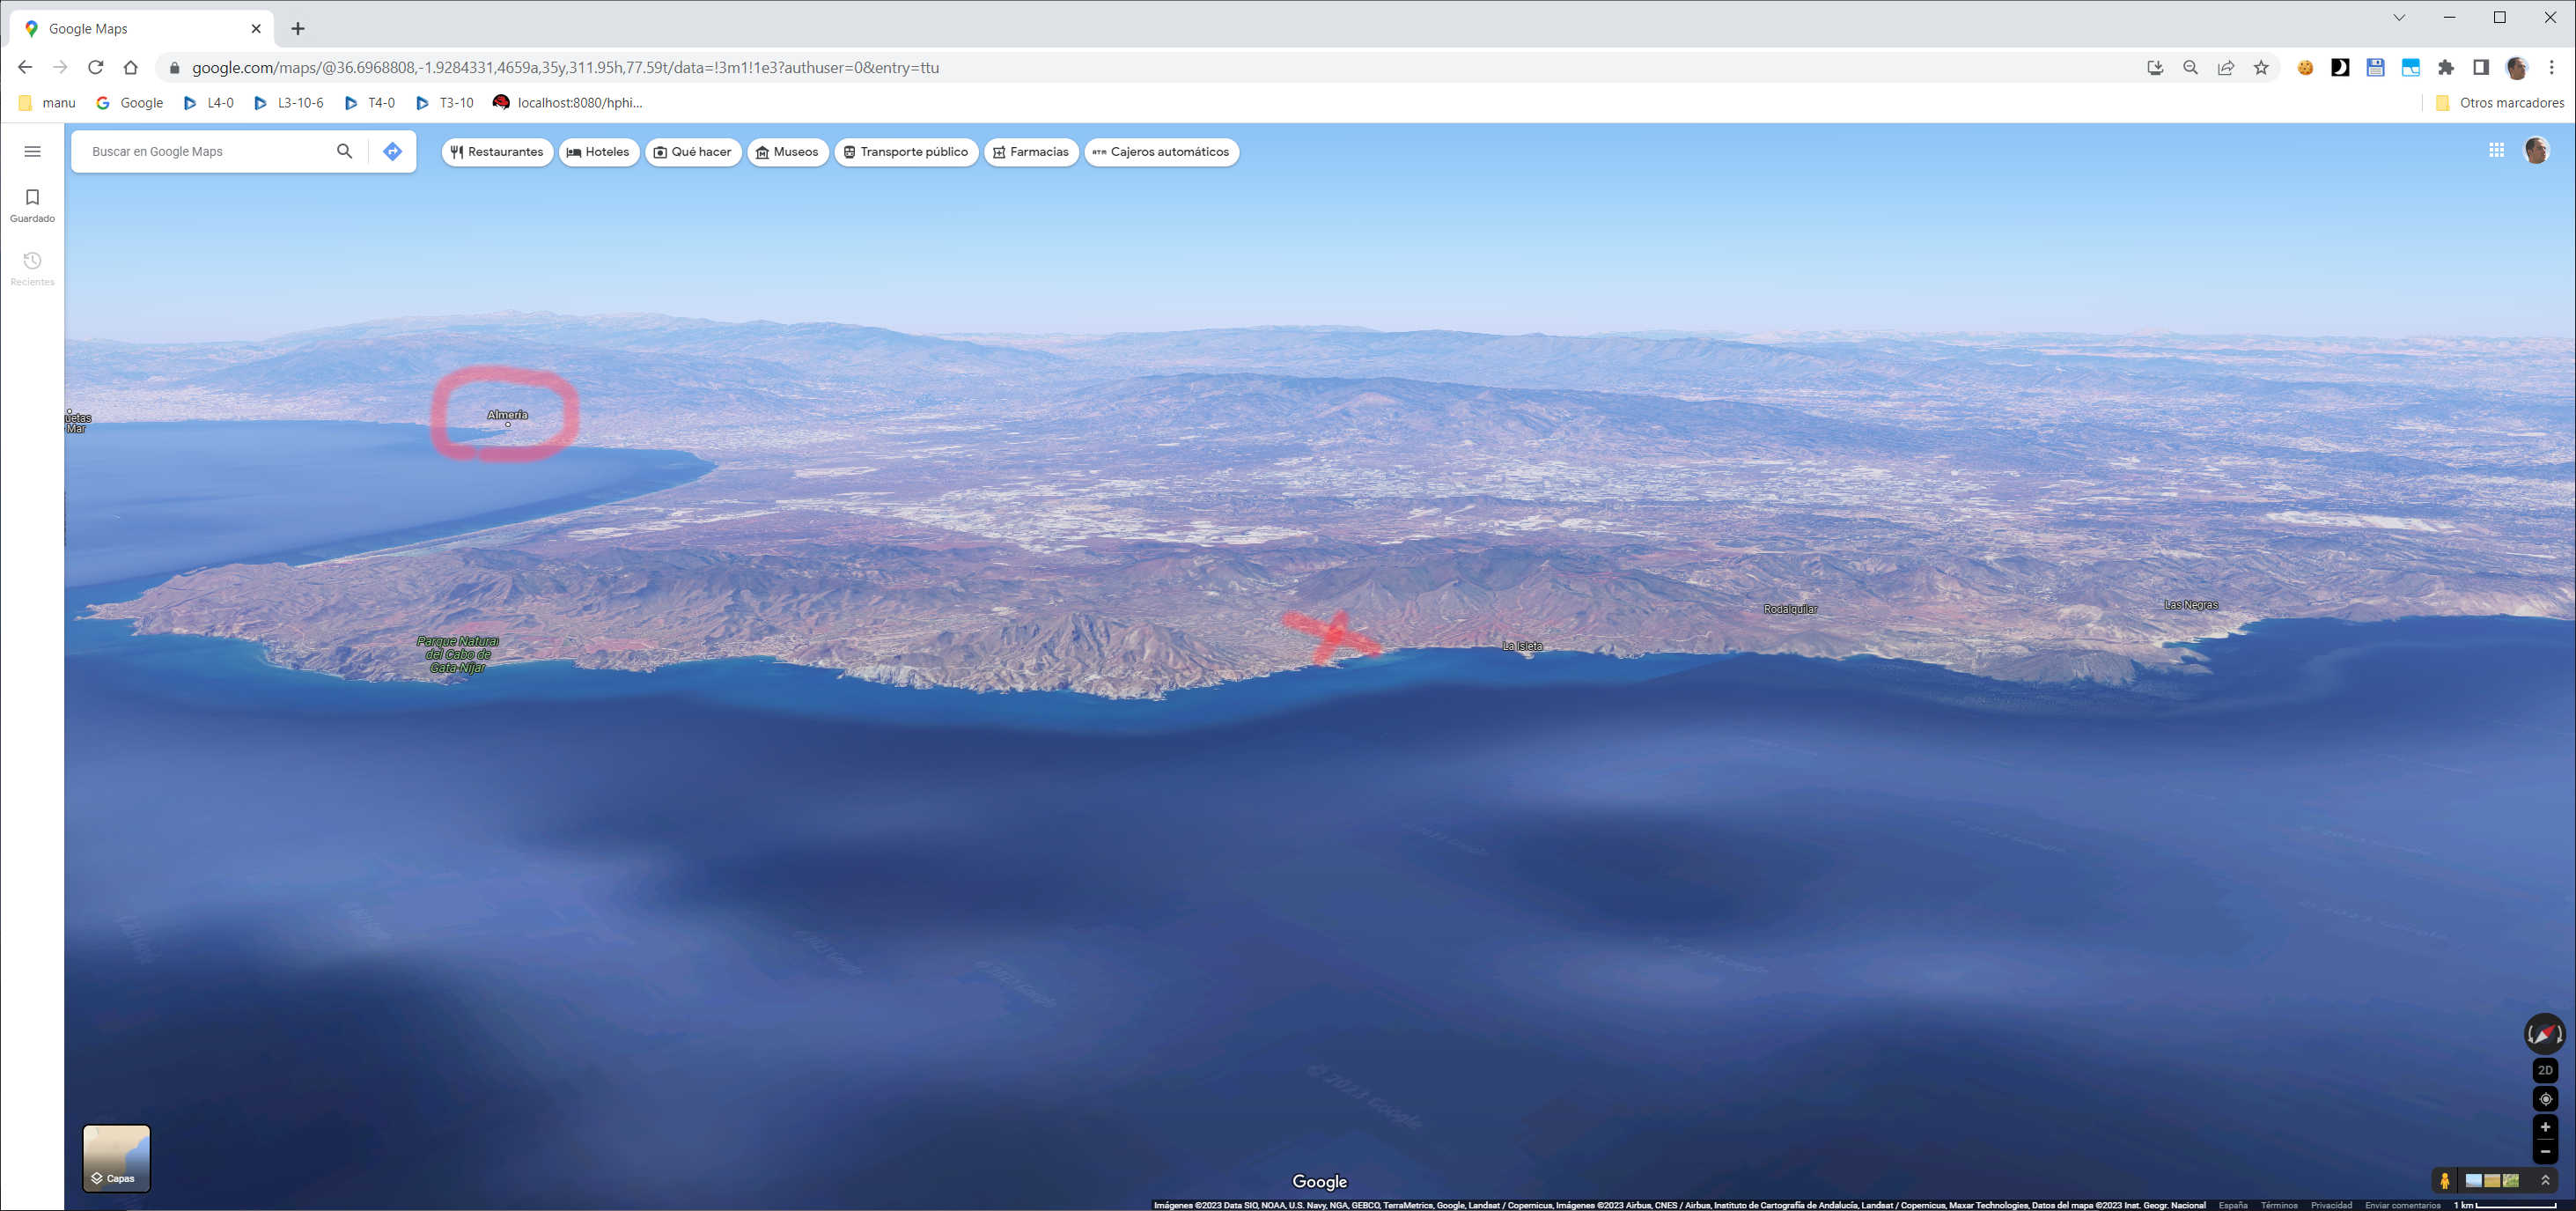 Google Maps
google.com/maps/@36.6968808,-1.9284331,4659a,35y,311.95h,77.59t/data=!3m1!1e3?authuser=0&entry=ttu
manu
Google
L4-0
L3-10-6
T4-0
T3-10
localhost:8080/hphi...
Otros marcadores
Buscar en Google Maps
Restaurantes
Hoteles
Qué hacer
Museos
Transporte público
Farmacias
ATM Cajeros automáticos
Guardado
Recientes
Almería
uetas
Mar
Parque Natural
del Cabo de
Gata-Níjar
La Isleta
Rodalquilar
Las Negras
© 2023 Google
2D
Capas
Google
Imágenes ©2023 Data SIO, NOAA, U.S. Navy, NGA, GEBCO, TerraMetrics, Google, Landsat / Copernicus, Imágenes ©2023 Airbus, CNES / Airbus, Instituto de Cartografía de Andalucía, Landsat / Copernicus, Maxar Technologies, Datos del mapa ©2023 Inst. Geogr. Nacional España Términos Privacidad Enviar comentarios 1 km